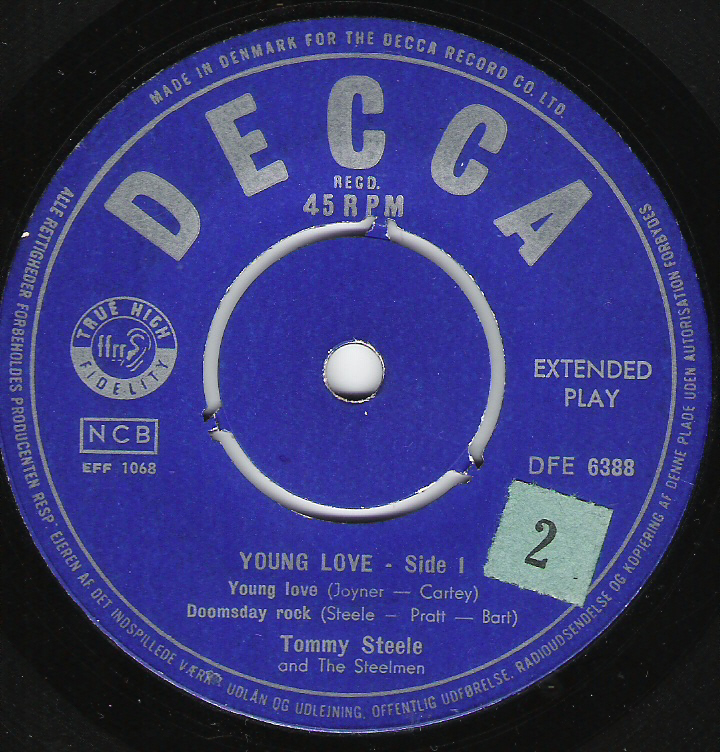 MADE IN DENMARK FOR THE DECCA RECORD CO. LTD.
DECCA
REGD.
45 RPM
TRUE HIGH
ffrr
FIDELITY
NCB
EFF 1068
EXTENDED
PLAY
DFE 6388
2
YOUNG LOVE - Side 1
Young love (Joyner — Cartey)
Doomsday rock (Steele — Pratt — Bart)
Tommy Steele
and The Steelmen
ALLE RETTIGHEDER FORBEHOLDES PRODUCENTEN RESP· EJEREN AF DET INDSPILLEDE VÆRK. UDLÅN OG UDLEJNING, OFFENTLIG UDFØRELSE, RADIOUDSENDELSE OG KOPIERING AF DENNE PLADE UDEN AUTORISATION FORBYDES